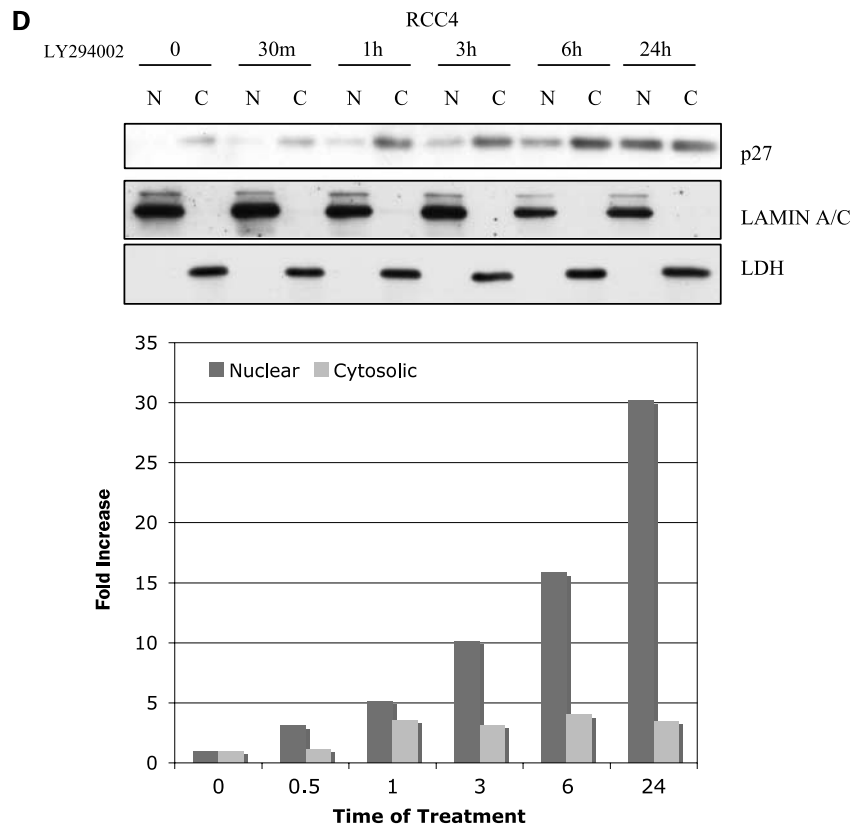 D
RCC4
LY294002 0 30m 1h 3h 6h 24h
N C N C N C N C N C N C
p27
LAMIN A/C
LDH
35
30
25
20
15
10
5
0
Nuclear Cytosolic
Fold Increase
0 0.5 1 3 6 24
Time of Treatment